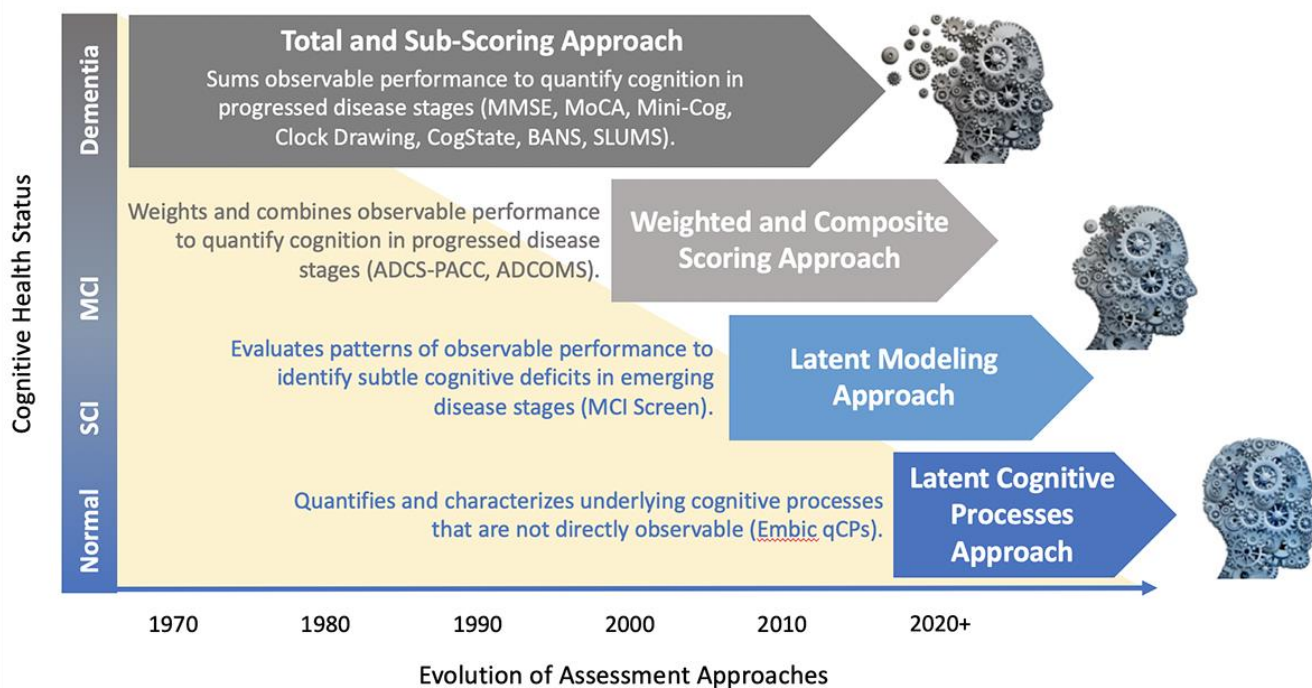 Cognitive Health Status
Dementia
MCI
SCI
Normal
Total and Sub-Scoring Approach
Sums observable performance to quantify cognition in
progressed disease stages (MMSE, MoCA, Mini-Cog,
Clock Drawing, CogState, BANS, SLUMS).
Weights and combines observable performance
to quantify cognition in progressed disease
stages (ADCS-PACC, ADCOMS).
Weighted and Composite
Scoring Approach
Evaluates patterns of observable performance to
identify subtle cognitive deficits in emerging
disease stages (MCI Screen).
Latent Modeling
Approach
Quantifies and characterizes underlying cognitive processes
that are not directly observable (Embic qCPs).
Latent Cognitive
Processes
Approach
1970 1980 1990 2000 2010 2020+
Evolution of Assessment Approaches